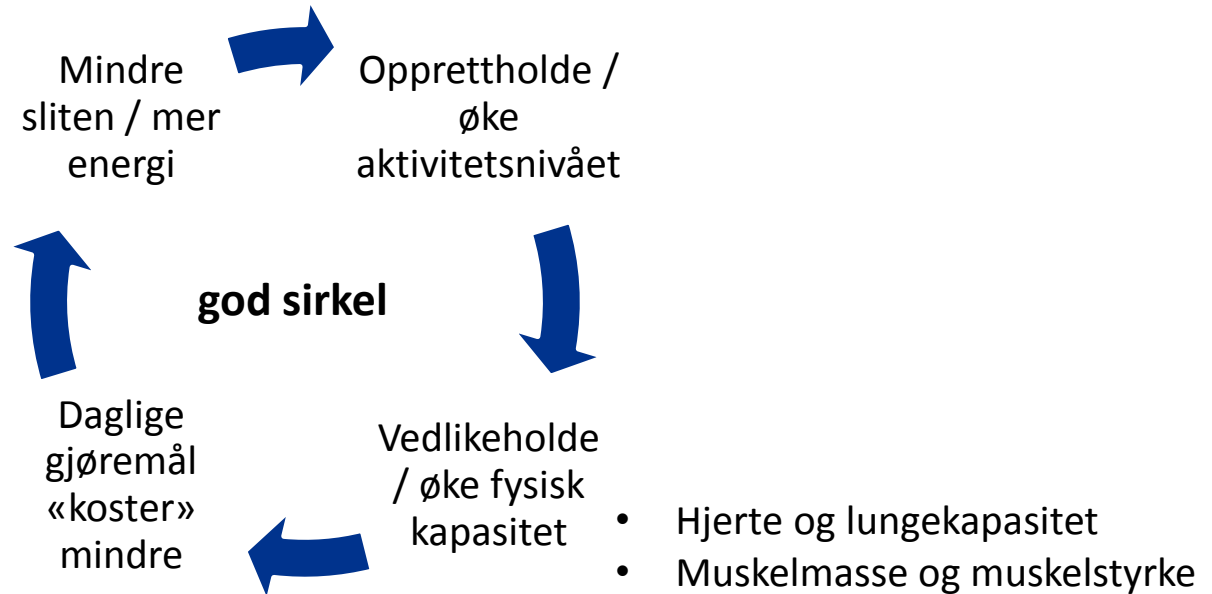 Mindre
sliten / mer
energi
Opprettholde /
øke
aktivitetsnivået
god sirkel
Daglige
gjøremål
«koster»
mindre
Vedlikeholde
/ øke fysisk
kapasitet
• Hjerte og lungekapasitet
• Muskelmasse og muskelstyrke